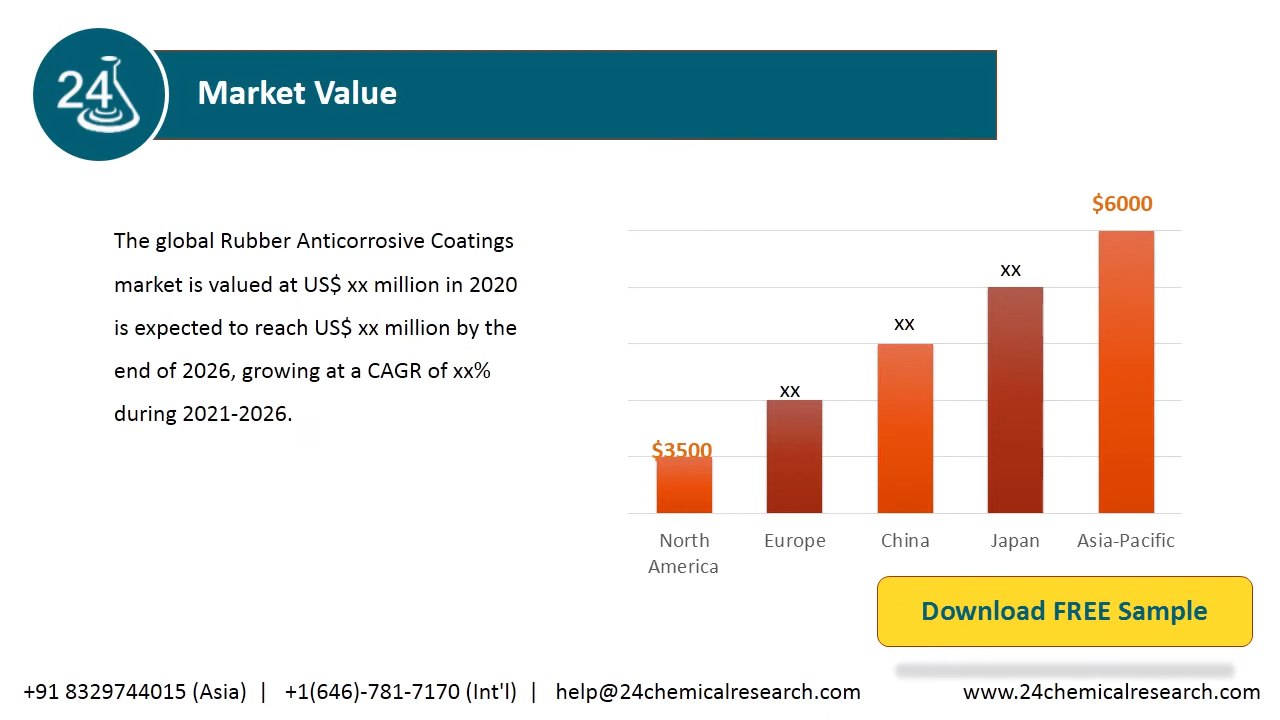 24
Market Value
The global Rubber Anticorrosive Coatings
market is valued at US$ xx million in 2020
is expected to reach US$ xx million by the
end of 2026, growing at a CAGR of xx%
during 2021-2026.
$6000
xx
xx
xx
$3500
North
America
Europe
China
Japan
Asia-Pacific
Download FREE Sample
+91 8329744015 (Asia) | +1(646)-781-7170 (Int'l) | help@24chemicalresearch.com
www.24chemicalresearch.com